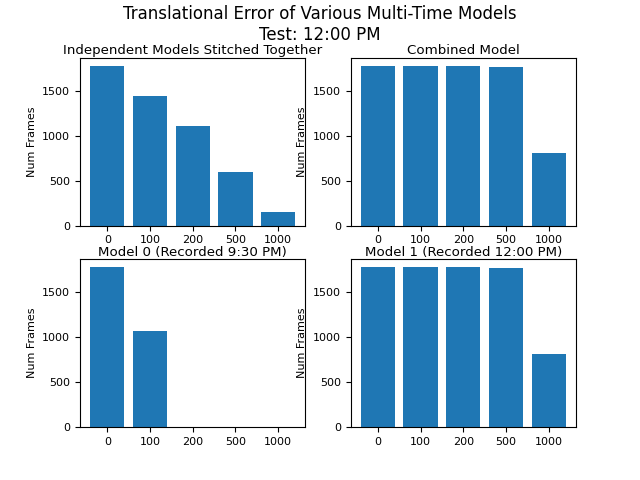 Translational Error of Various Multi-Time Models
Test: 12:00 PM
Independent Models Stitched Together
Num Frames
1500
1000
500
0
0 100 200 500 1000
Combined Model
Num Frames
1500
1000
500
0
0 100 200 500 1000
Model 0 (Recorded 9:30 PM)
Num Frames
1500
1000
500
0
0 100 200 500 1000
Model 1 (Recorded 12:00 PM)
Num Frames
1500
1000
500
0
0 100 200 500 1000